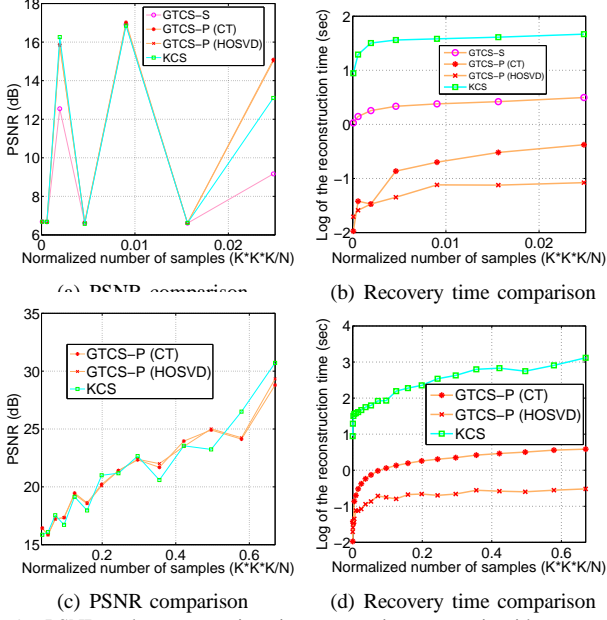 18
16
14
12
10
8
6
PSNR (dB)
GTCS−S
GTCS−P (CT)
GTCS−P (HOSVD)
KCS
0 0.01 0.02
Normalized number of samples (K*K*K/N)
2
1
0
−1
−2
Log of the reconstruction time (sec)
GTCS−S
GTCS−P (CT)
GTCS−P (HOSVD)
KCS
0 0.01 0.02
Normalized number of samples (K*K*K/N)
(a) PSNR comparison
(b) Recovery time comparison
35
30
25
20
15
PSNR (dB)
GTCS−P (CT)
GTCS−P (HOSVD)
KCS
0.2 0.4 0.6
Normalized number of samples (K*K*K/N)
4
3
2
1
0
−1
−2
Log of the reconstruction time (sec)
GTCS−P (CT)
GTCS−P (HOSVD)
KCS
0 0.2 0.4 0.6
Normalized number of samples (K*K*K/N)
(c) PSNR comparison
(d) Recovery time comparison